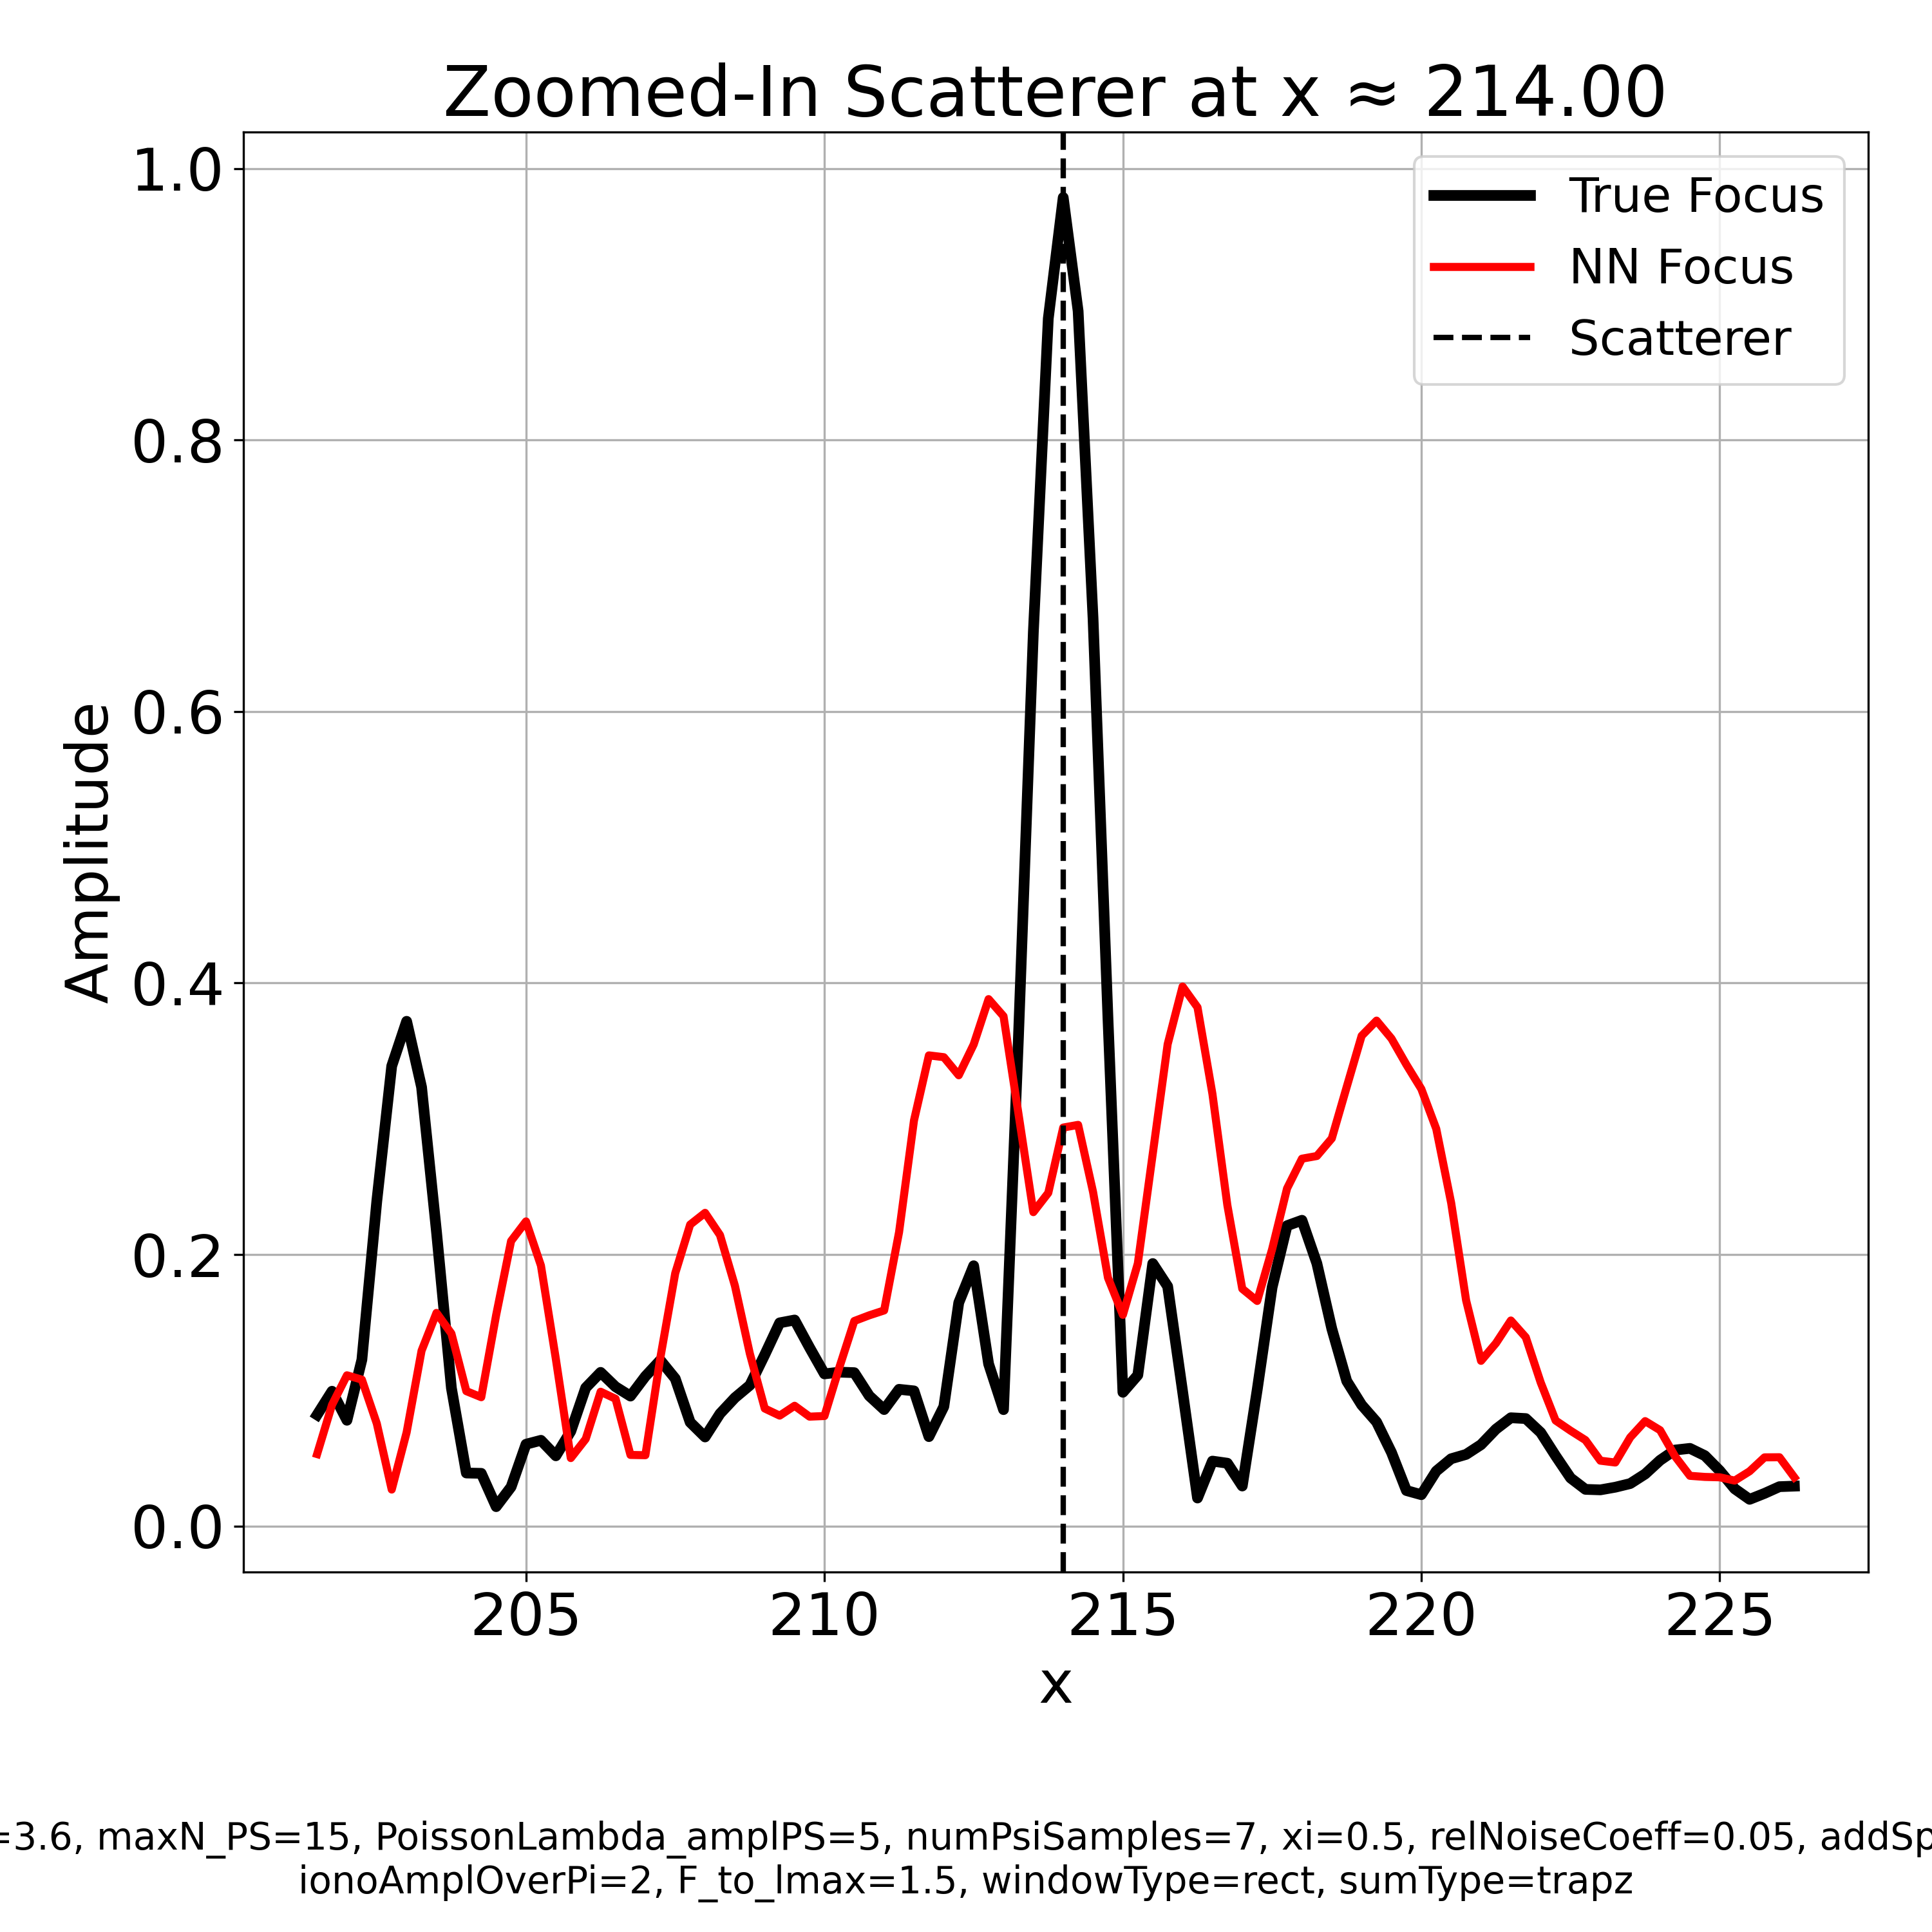 Zoomed-In Scatterer at x ≈ 214.00
1.0
0.8
0.6
0.4
0.2
0.0
Amplitude
True Focus
NN Focus
Scatterer
205 210 215 220 225
x
=3.6, maxN_PS=15, PoissonLambda_amplPS=5, numPsiSamples=7, xi=0.5, relNoiseCoeff=0.05, addSp
ionoAmplOverPi=2, F_to_lmax=1.5, windowType=rect, sumType=trapz